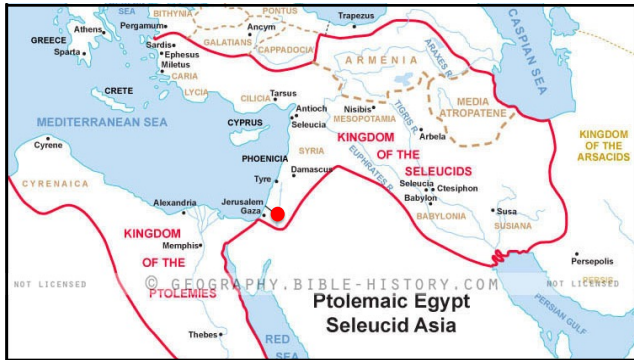 SEA
BITHYNIA
PONTUS
Trapezus
CASPIAN SEA
Pergamum
Athens
Ancym
GREECE
Sardis
GALATIANS
CAPPADOCIA
ARAXES R.
Sparta
Ephesus
Miletus
ARMENIA
CARIA
LYCIA
CILICIA
Tarsus
CRETE
Antioch
Nisibis
MEDIA
ATROPATENE
MESOPOTAMIA
TIGRIS R.
Seleucia
MEDITERRANEAN SEA
CYPRUS
KINGDOM
OF THE
SELEUCIDS
Arbela
KINGDOM
OF THE
ARSACIDS
Cyrene
PHOENICIA
SYRIA
EUPHRATES R.
Tyre
Damascus
CYRENAICA
Seleucia
Ctesiphon
Babylon
Jerusalem
Gaza
Alexandria
BABYLONIA
Susa
SUSIANA
KINGDOM
OF THE
PTOLEMIES
Memphis
Persepolis
PERSIS
NOT LICENSED
© GEOGRAPHY.BIBLE-HISTORY.COM
NOT LICENSED
Ptolemaic Egypt
Seleucid Asia
PERSIAN GULF
Thebes
RED
SEA